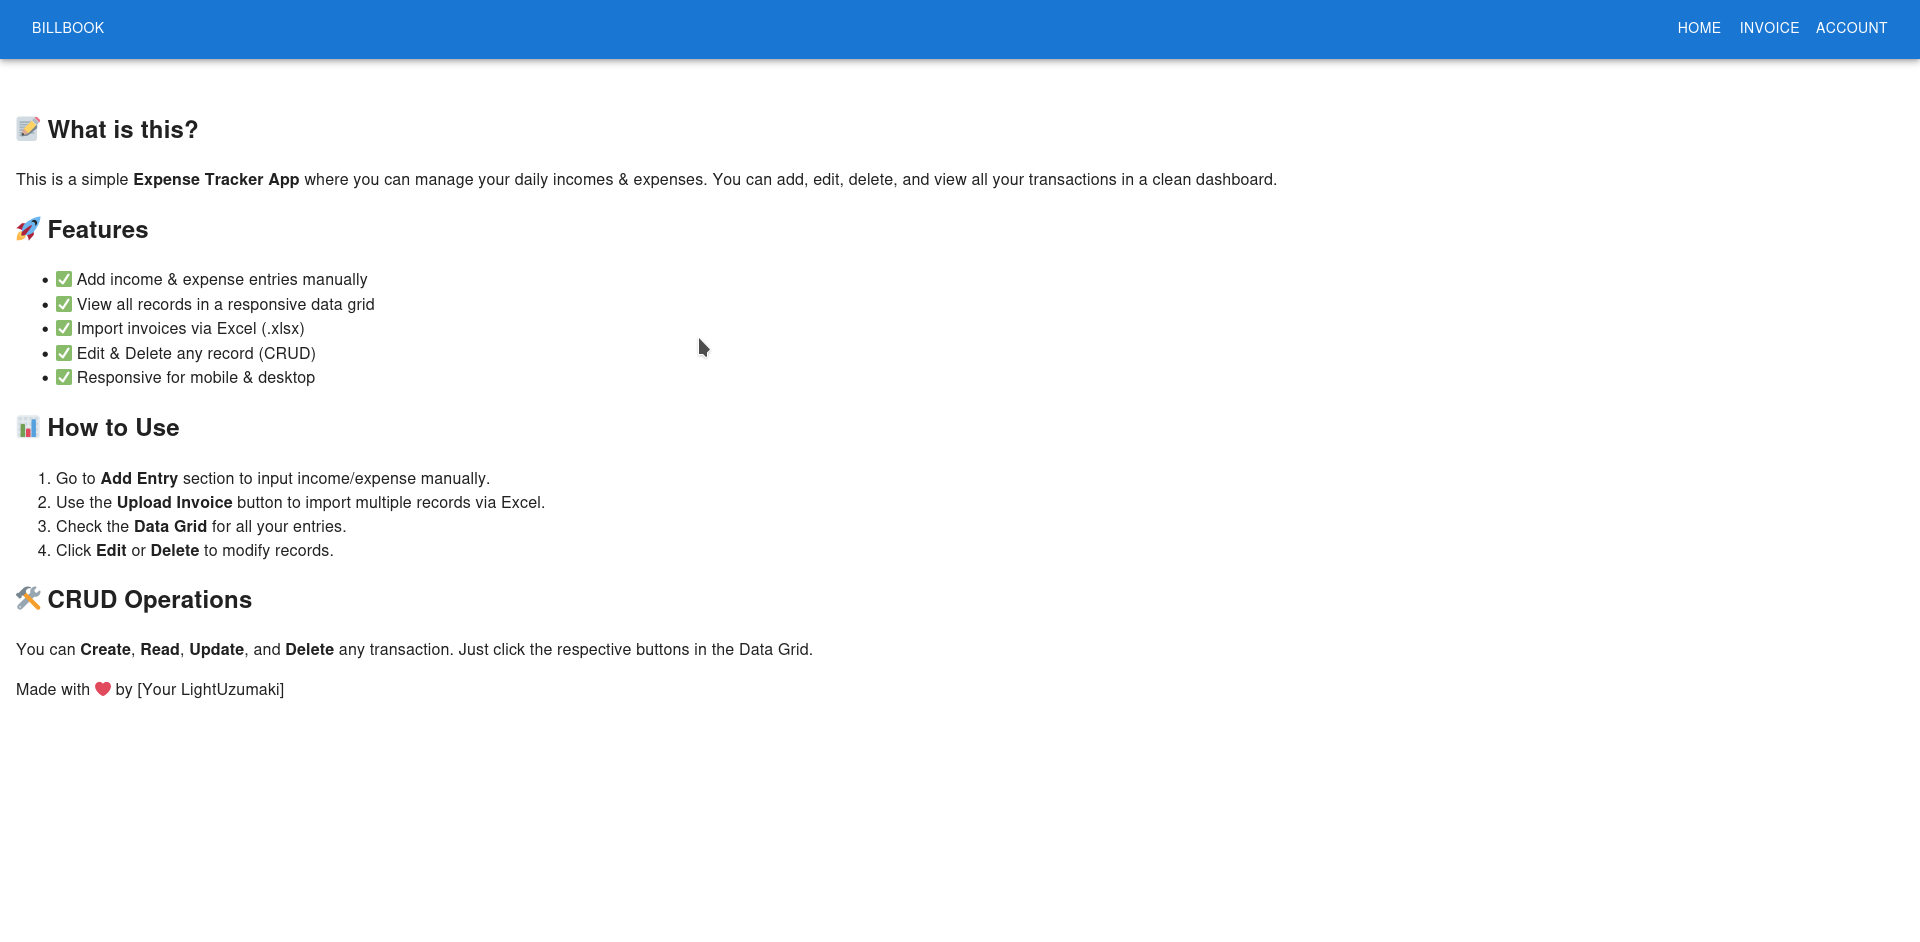 BILLBOOK
HOME INVOICE ACCOUNT
📝 What is this?
This is a simple Expense Tracker App where you can manage your daily incomes & expenses. You can add, edit, delete, and view all your transactions in a clean dashboard.
🚀 Features
• ✅ Add income & expense entries manually
• ✅ View all records in a responsive data grid
• ✅ Import invoices via Excel (.xlsx)
• ✅ Edit & Delete any record (CRUD)
• ✅ Responsive for mobile & desktop
📊 How to Use
1. Go to Add Entry section to input income/expense manually.
2. Use the Upload Invoice button to import multiple records via Excel.
3. Check the Data Grid for all your entries.
4. Click Edit or Delete to modify records.
🛠️ CRUD Operations
You can Create, Read, Update, and Delete any transaction. Just click the respective buttons in the Data Grid.
Made with ❤️ by [Your LightUzumaki]